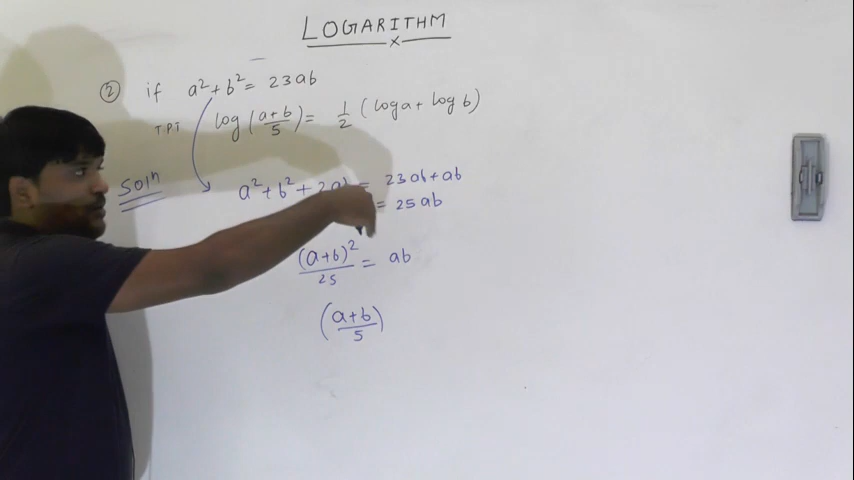 LOGARITHM
x
② if a²+b² = 23ab
TPT log(a+b/5) = 1/2 (log a + log b)
Solⁿ
a²+b²+2a = 23ab+ab
= 25ab
(a+b)²/25 = ab
(a+b/5)